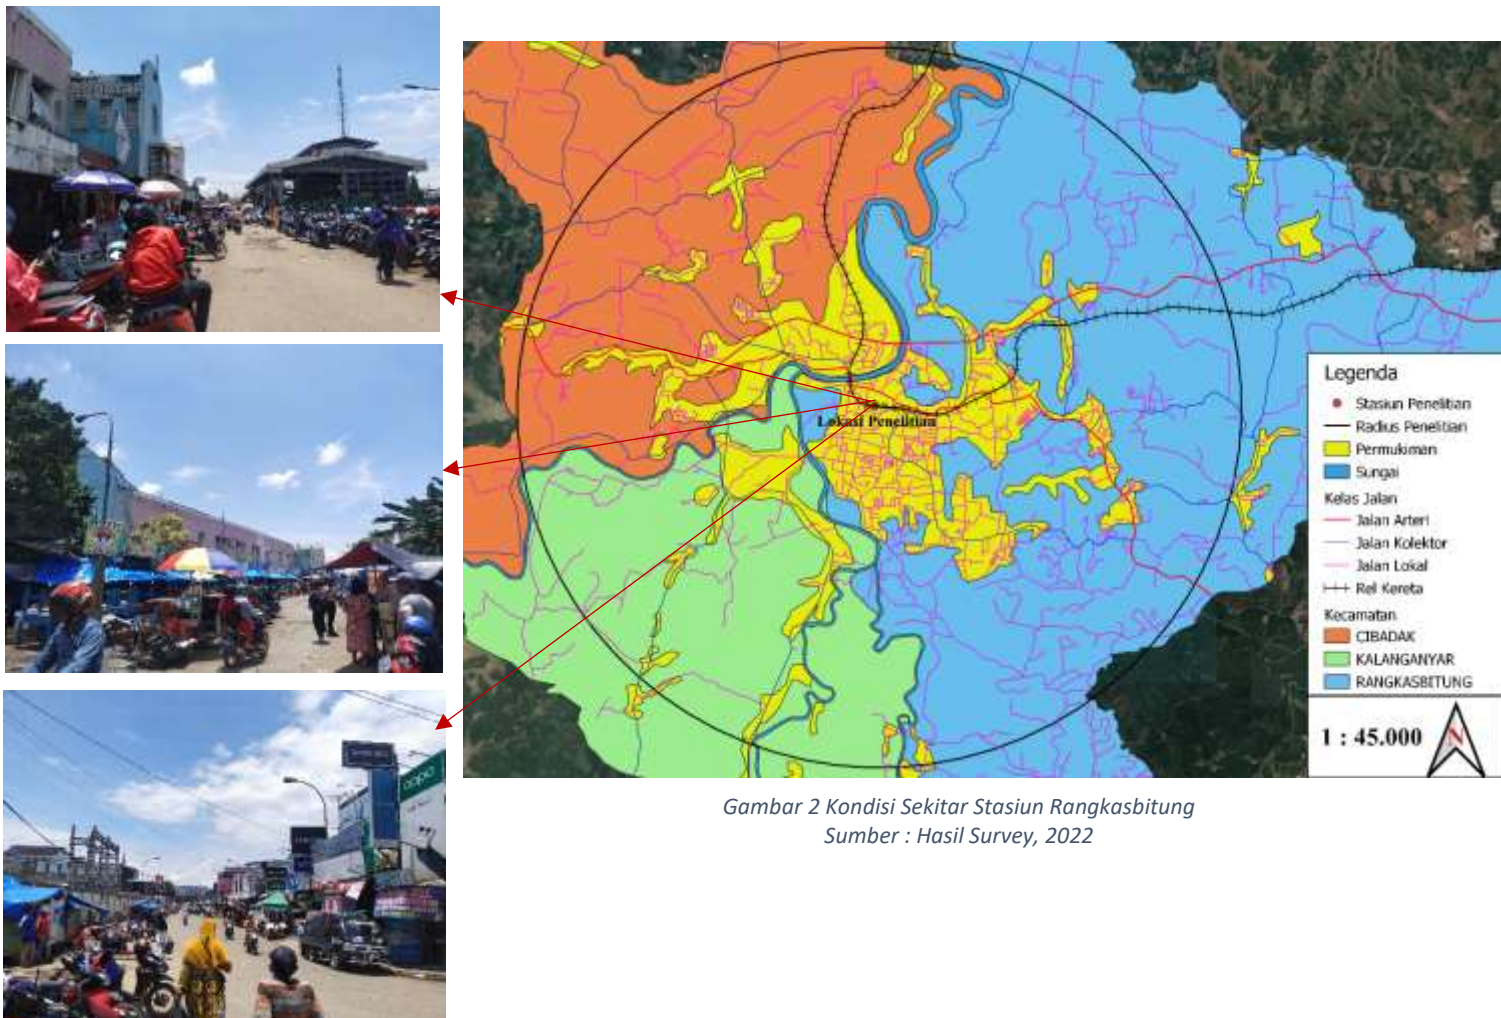 oppo
Lokasi Penelitian
Legenda
Stasiun Penelitian
Radius Penelitian
Permukiman
Sungai
Kelas Jalan
Jalan Arteri
Jalan Kolektor
Jalan Lokal
Rel Kereta
Kecamatan
CIBADAK
KALANGANYAR
RANGKASBITUNG
1 : 45.000
N
Gambar 2 Kondisi Sekitar Stasiun Rangkasbitung
Sumber : Hasil Survey, 2022